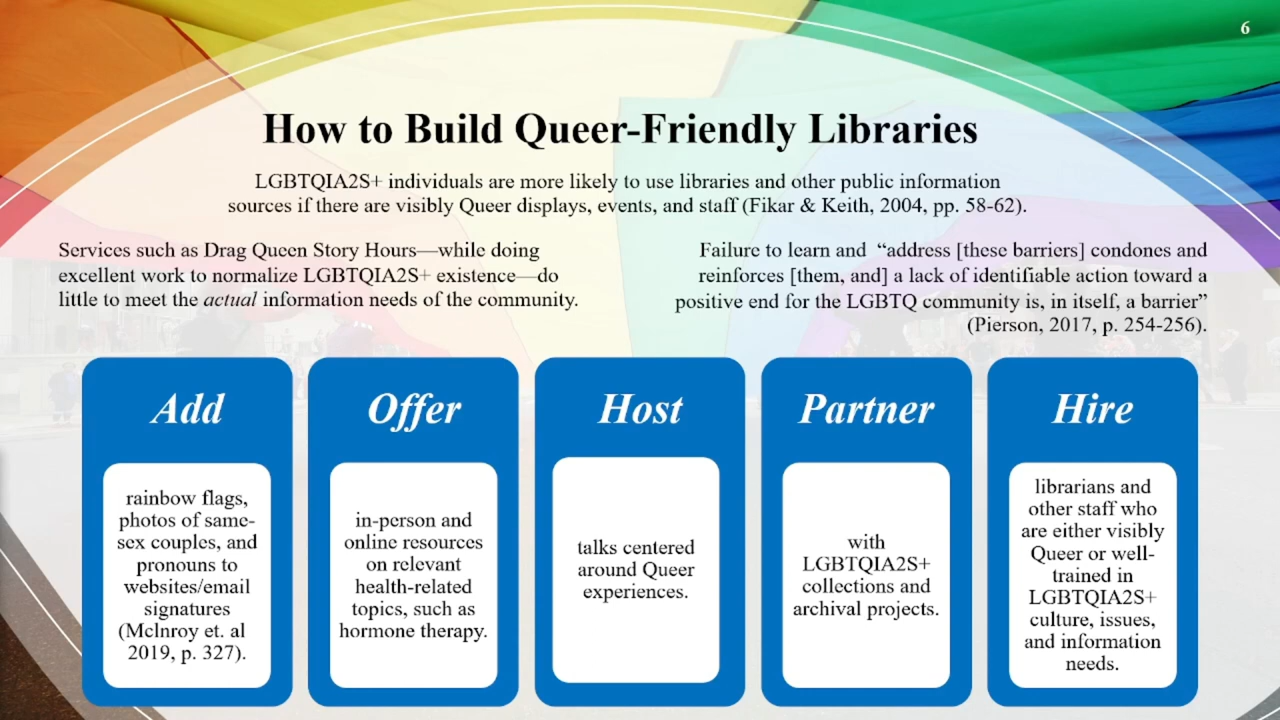 6
How to Build Queer-Friendly Libraries
LGBTQIA2S+ individuals are more likely to use libraries and other public information
sources if there are visibly Queer displays, events, and staff (Fikar & Keith, 2004, pp. 58-62).
Services such as Drag Queen Story Hours—while doing
excellent work to normalize LGBTQIA2S+ existence—do
little to meet the actual information needs of the community.
Failure to learn and “address [these barriers] condones and
reinforces [them, and] a lack of identifiable action toward a
positive end for the LGBTQ community is, in itself, a barrier”
(Pierson, 2017, p. 254-256).
Add
rainbow flags,
photos of same-
sex couples, and
pronouns to
websites/email
signatures
(McInroy et. al
2019, p. 327).
Offer
in-person and
online resources
on relevant
health-related
topics, such as
hormone therapy.
Host
talks centered
around Queer
experiences.
Partner
with
LGBTQIA2S+
collections and
archival projects.
Hire
librarians and
other staff who
are either visibly
Queer or well-
trained in
LGBTQIA2S+
culture, issues,
and information
needs.